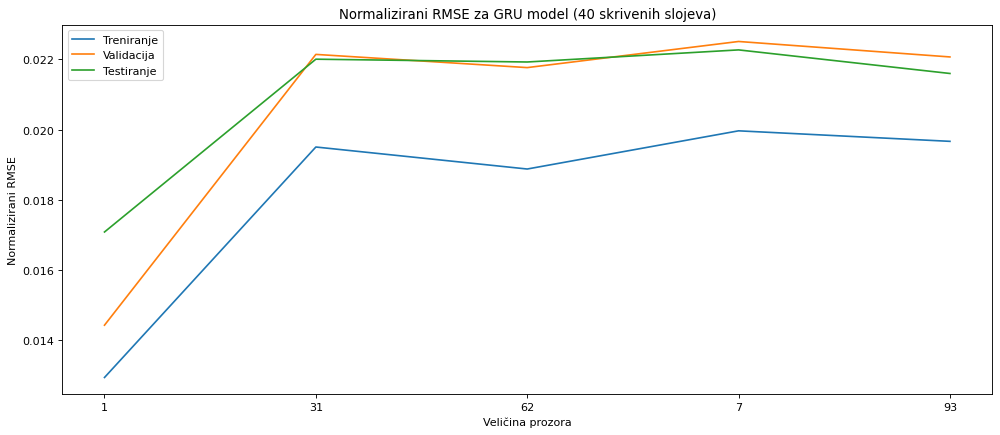 Normalizirani RMSE za GRU model (40 skrivenih slojeva)
Treniranje
Validacija
Testiranje
Normalizirani RMSE
0.022
0.020
0.018
0.016
0.014
1 31 62 7 93
Veličina prozora